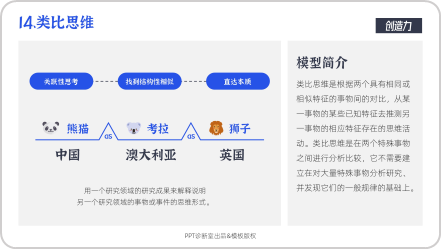 14.类比思维
创造力
关联性思考
找到结构性相似
直达本质
熊猫 as 考拉 as 狮子
中国 澳大利亚 英国
用一个研究领域的研究成果来解释说明
另一个研究领域的事物或事件的思维形式。
模型简介
类比思维是根据两个具有相同或
相似特征的事物间的对比，从某
一事物的某些已知特征去推测另
一事物的相应特征存在的思维活
动。类比思维是在两个特殊事物
之间进行分析比较，它不需要建
立在对大量特殊事物分析研究、
并发现它们的一般规律的基础上。
PPT诊断室出品&模板版权